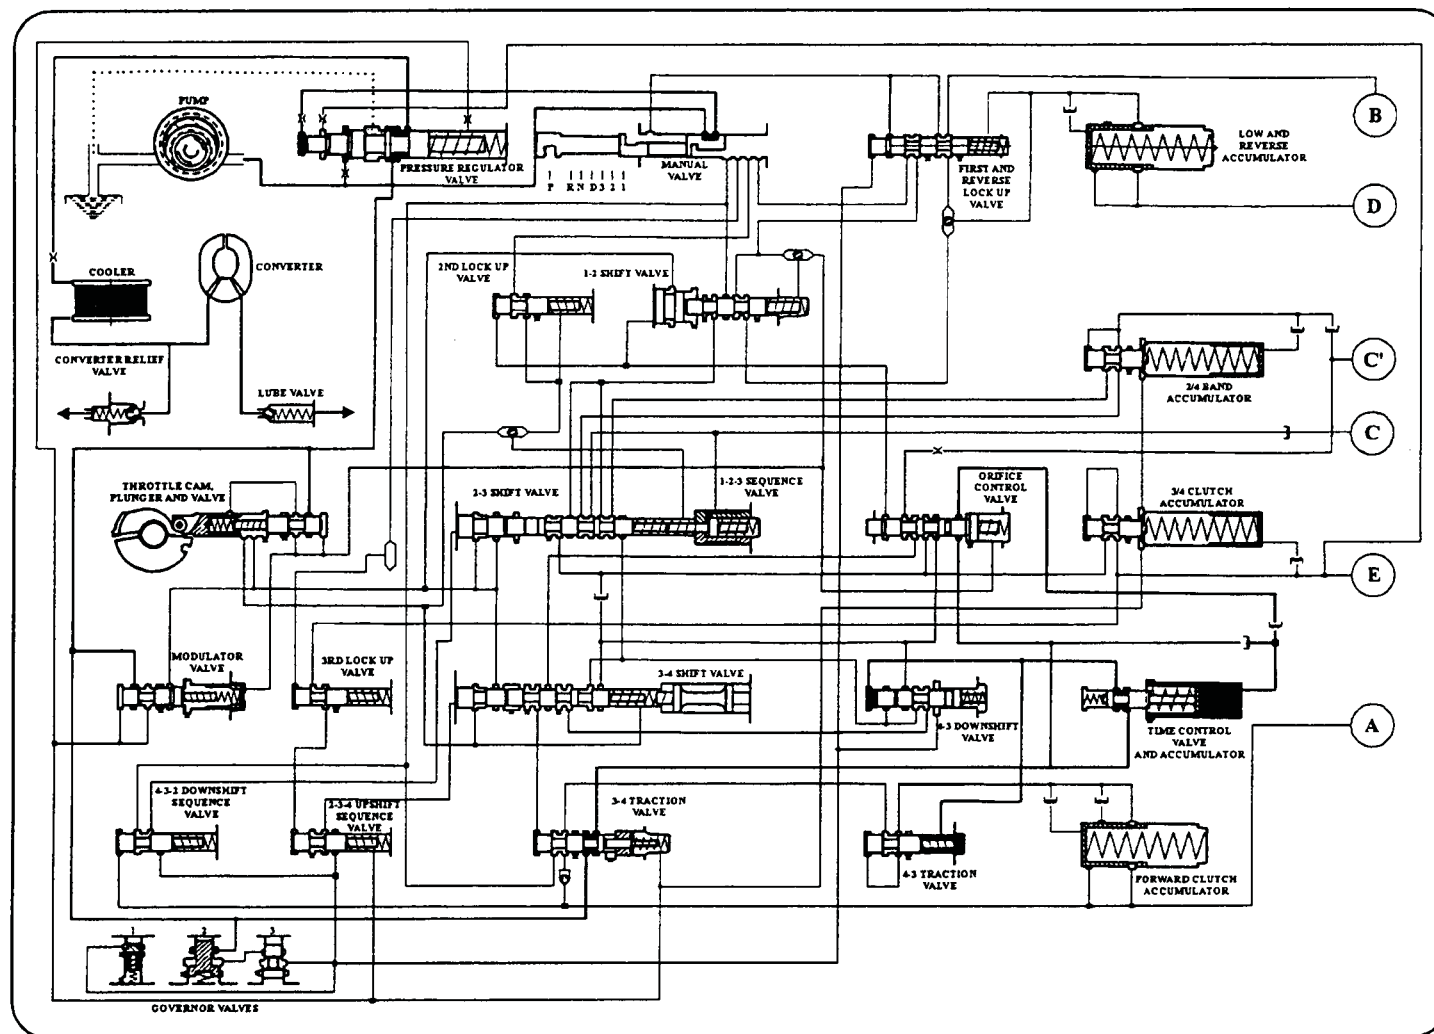 PUMP
PRESSURE REGULATOR
VALVE
MANUAL
VALVE
P R N D 3 2 1
FIRST AND
REVERSE
LOCK UP
VALVE
LOW AND
REVERSE
ACCUMULATOR
B
D
COOLER
CONVERTER
2ND LOCK UP
VALVE
1-2 SHIFT VALVE
CONVERTER RELIEF
VALVE
LUBE VALVE
2/4 BAND
ACCUMULATOR
C'
C
THROTTLE CAM,
PLUNGER AND VALVE
2-3 SHIFT VALVE
1-2-3 SEQUENCE
VALVE
ORIFICE
CONTROL
VALVE
3/4 CLUTCH
ACCUMULATOR
E
MODULATOR
VALVE
3RD LOCK UP
VALVE
3-4 SHIFT VALVE
4-3 DOWNSHIFT
VALVE
TIME CONTROL
VALVE
AND ACCUMULATOR
A
4-3-2 DOWNSHIFT
SEQUENCE
VALVE
2-3-4 UPSHIFT
SEQUENCE
VALVE
3-4 TRACTION
VALVE
4-3 TRACTION
VALVE
FORWARD CLUTCH
ACCUMULATOR
1 2 3
GOVERNOR VALVES